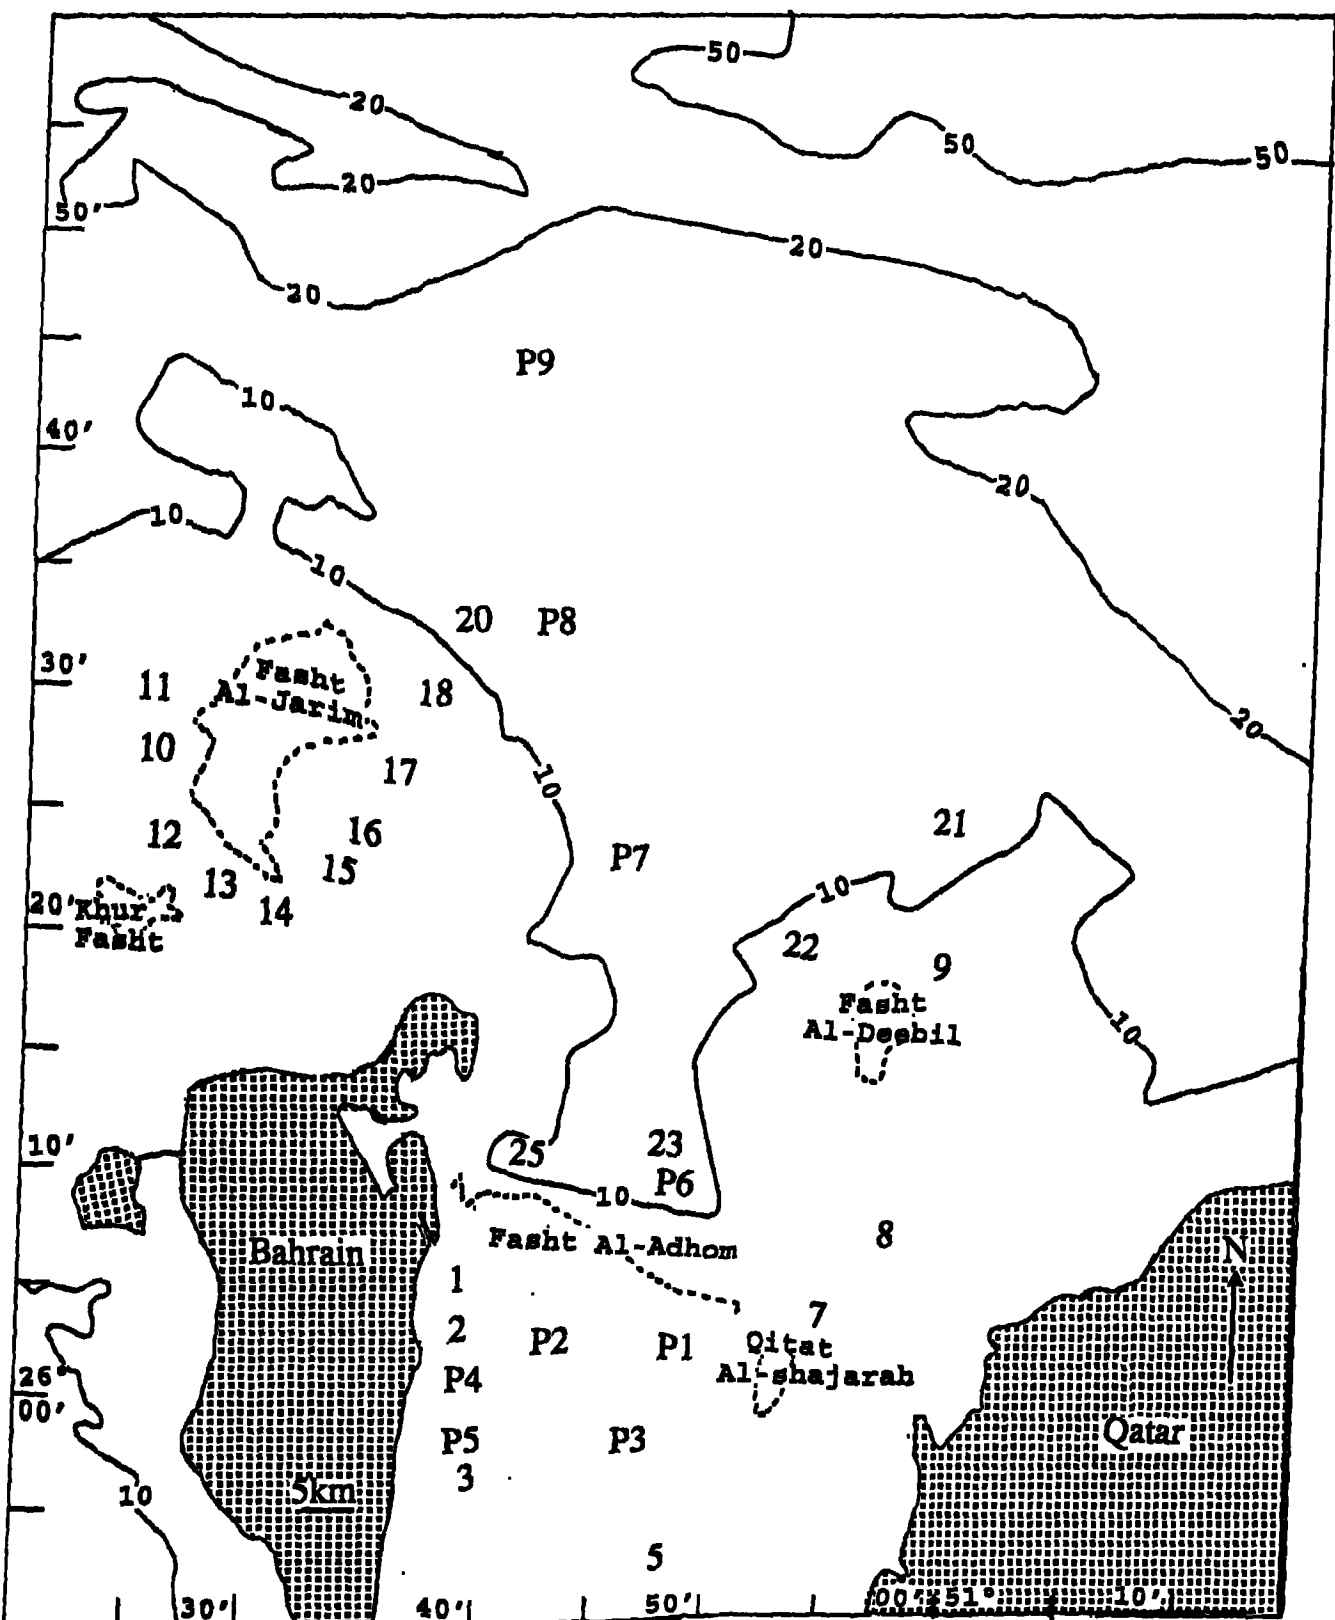 50
20
50
50
20
50'
20
20
P9
10
40'
20
10
10
20 P8
30'
Fasht
Al-Jarim
11
18
20
10
17
10
21
12
16
P7
15
13
10
20'
Khur
Fasht
14
22
9
Fasht
Al-Deebil
10
10'
25
23
P6
10
8
Fasht Al-Adhom
Bahrain
N
1
7
2
P2
P1
Qitat
Al-shajarah
26°
00'
P4
Qatar
P5
P3
3
5km
10
5
30'
40'
50'
00' 51°
10'